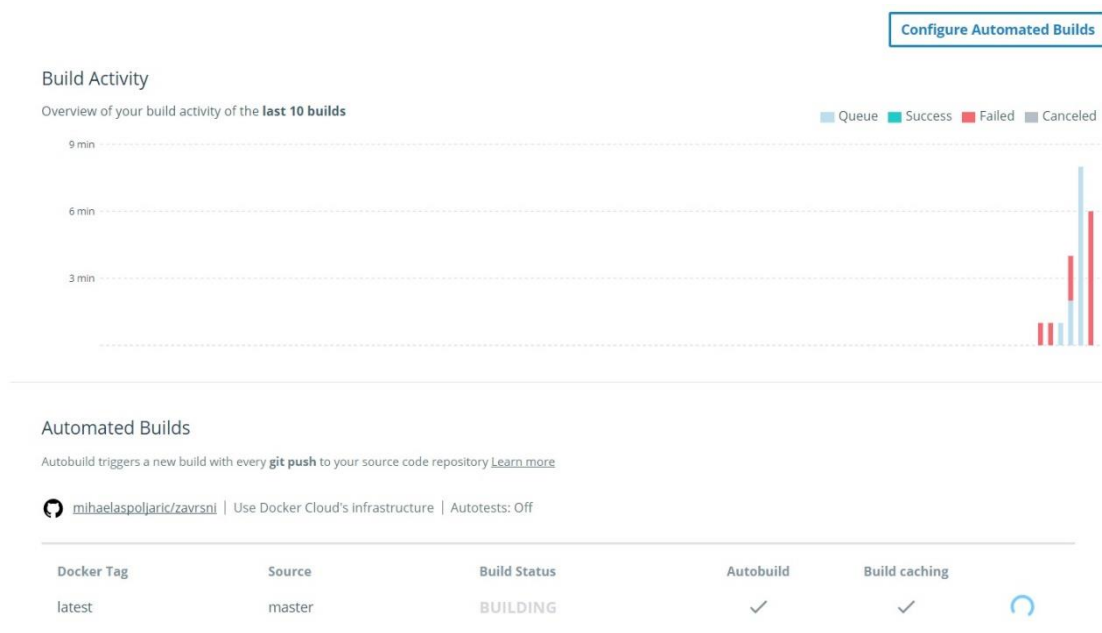 Configure Automated Builds
Build Activity
Overview of your build activity of the last 10 builds
Queue Success Failed Canceled
9 min
6 min
3 min
Automated Builds
Autobuild triggers a new build with every git push to your source code repository Learn more
mihaelaspoljaric/zavrsni | Use Docker Cloud's infrastructure | Autotests: Off
Docker Tag Source Build Status Autobuild Build caching
latest master BUILDING